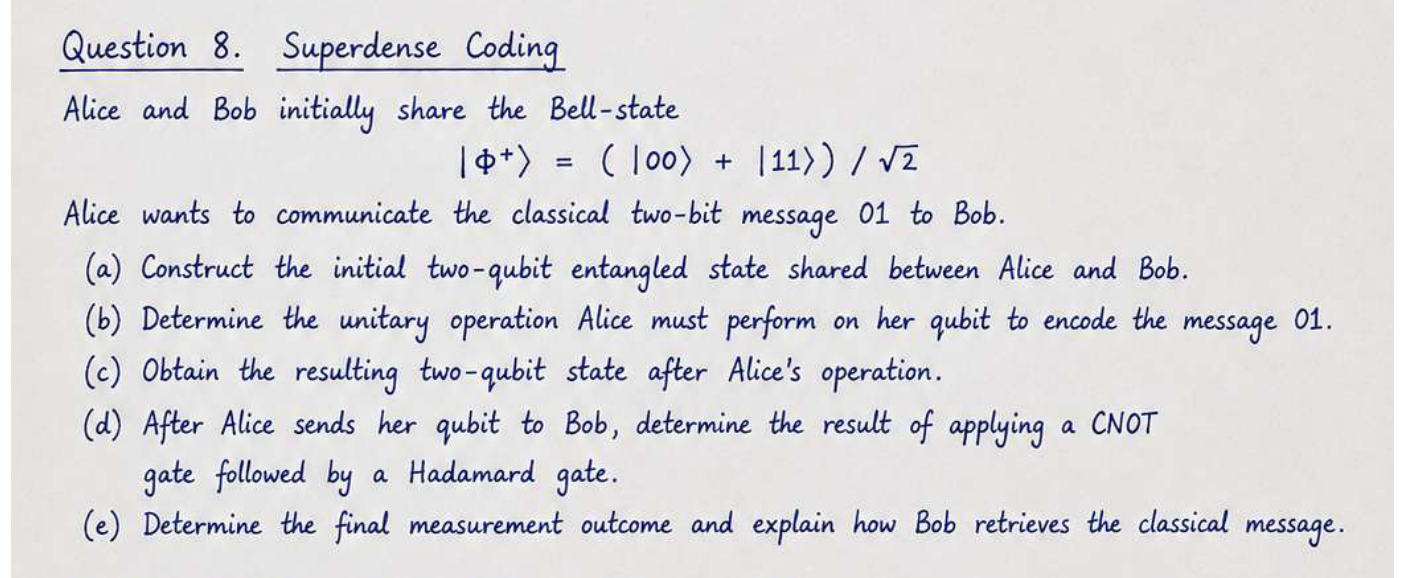 Question 8. Superdense Coding
Alice and Bob initially share the Bell-state
|Φ⁺⟩ = ( |00⟩ + |11⟩) / √2
Alice wants to communicate the classical two-bit message 01 to Bob.
(a) Construct the initial two-qubit entangled state shared between Alice and Bob.
(b) Determine the unitary operation Alice must perform on her qubit to encode the message 01.
(c) Obtain the resulting two-qubit state after Alice's operation.
(d) After Alice sends her qubit to Bob, determine the result of applying a CNOT
gate followed by a Hadamard gate.
(e) Determine the final measurement outcome and explain how Bob retrieves the classical message.